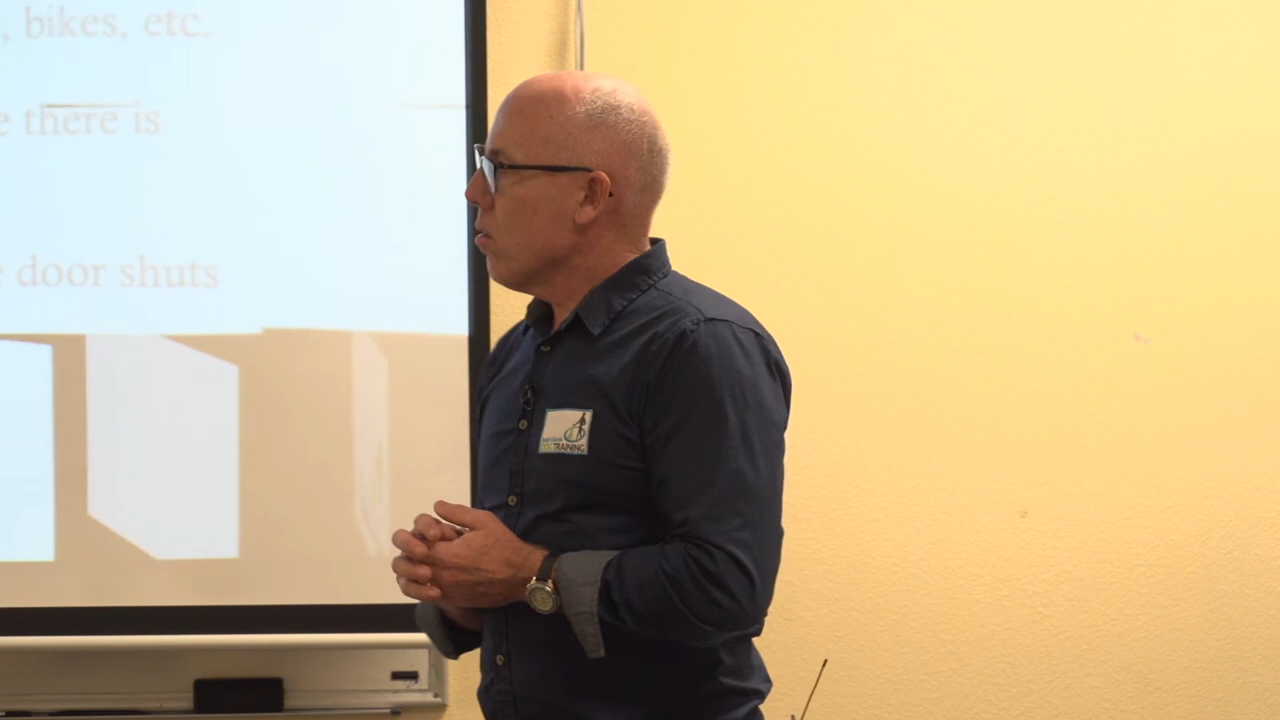 , bikes, etc.
e there is
door shuts
TRAINING